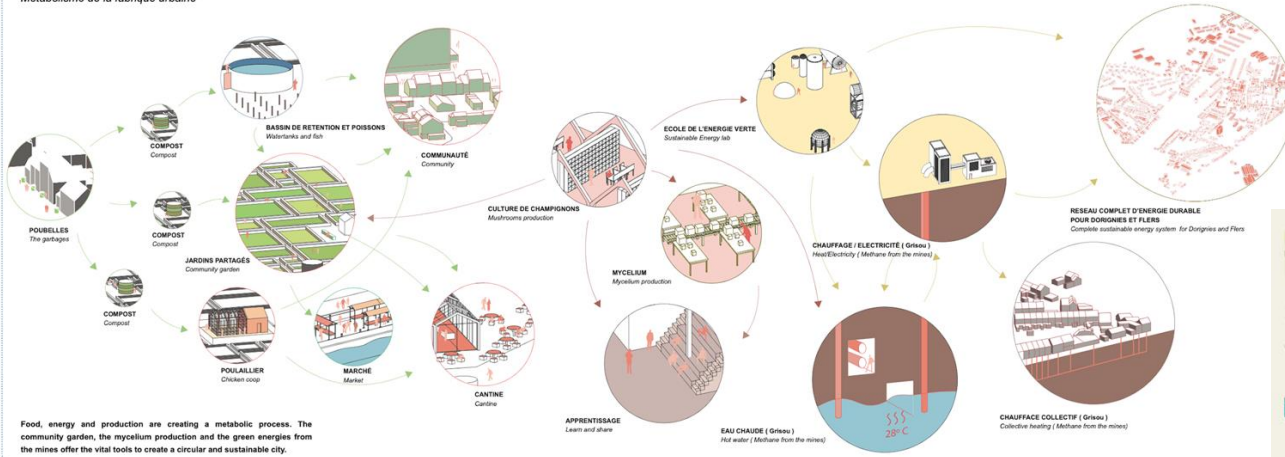 Métabolisme de la fabrique urbaine
BASSIN DE RETENTION ET POISSONS
Watertanks and fish
COMPOST
Compost
COMMUNAUTÉ
Community
POUBELLES
The garbages
COMPOST
Compost
JARDINS PARTAGÉS
Community garden
COMPOST
Compost
POULAILLIER
Chicken coop
MARCHÉ
Market
CANTINE
Cantine
Food, energy and production are creating a metabolic process. The
community garden, the mycelium production and the green energies from
the mines offer the vital tools to create a circular and sustainable city.
ECOLE DE L'ENERGIE VERTE
Sustainable Energy lab
CULTURE DE CHAMPIGNONS
Mushrooms production
MYCELIUM
Mycelium production
APPRENTISSAGE
Learn and share
CHAUFFAGE / ELECTRICITÉ ( Grisou )
Heat/Electricity ( Methane from the mines)
28° C
EAU CHAUDE ( Grisou )
Hot water ( Methane from the mines)
RESEAU COMPLET D'ENERGIE DURABLE
POUR DORIGNIES ET FLERS
Complete sustainable energy system for Dorignies and Flers
CHAUFFACE COLLECTIF ( Grisou )
Collective heating ( Methane from the mines)